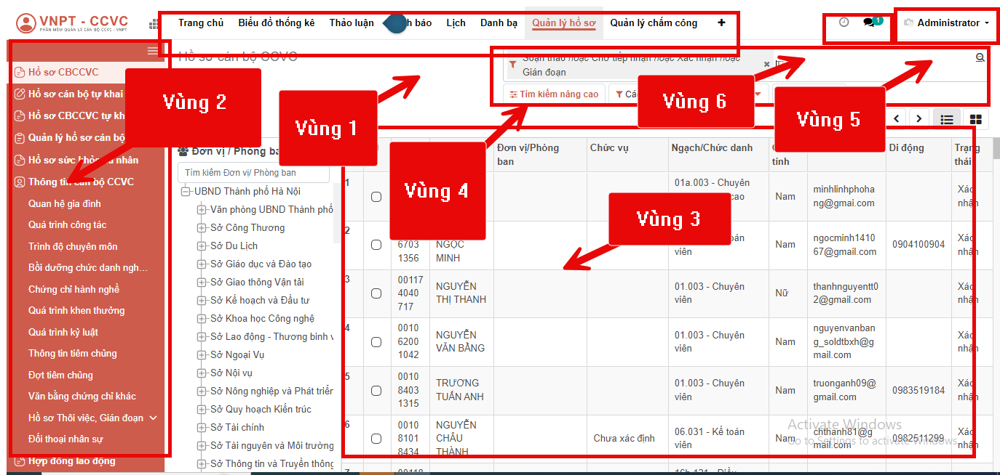 VNPT - CCVC
PHẦN MỀM QUẢN LÝ CÁN BỘ CCVC - VNPT
Trang chủ Biểu đồ thống kê Thảo luận h báo Lịch Danh bạ Quản lý hồ sơ Quản lý chấm công +
1 Administrator
Hồ sơ cán bộ CCVC
Soạn thảo hoặc Chờ tiếp nhận hoặc Xác nhận hoặc
Gián đoạn
Tìm kiếm nâng cao
Vùng 1
Vùng 2
Vùng 3
Vùng 4
Vùng 5
Vùng 6
Hồ sơ CBCCVC
Hồ sơ cán bộ tự khai
Hồ sơ CBCCVC tự kh
Quản lý hồ sơ cán bộ
Hồ sơ sức khỏe cá nhân
Thông tin cán bộ CCVC
Quan hệ gia đình
Quá trình công tác
Trình độ chuyên môn
Bồi dưỡng chức danh ngh...
Chứng chỉ hành nghề
Quá trình khen thưởng
Quá trình kỷ luật
Thông tin tiêm chủng
Đợt tiêm chủng
Văn bằng chứng chỉ khác
Hồ sơ Thôi việc, Gián đoạn
Đối thoại nhân sự
Hợp đồng lao động
Đơn vị / Phòng ba
Tìm kiếm Đơn vị/ Phòng ban
UBND Thành phố Hà Nội
Văn phòng UBND Thành phố
Sở Công Thương
Sở Du Lịch
Sở Giáo dục và Đào tạo
Sở Giao thông Vận tải
Sở Kế hoạch và Đầu tư
Sở Khoa học Công nghệ
Sở Lao động - Thương binh v
Sở Ngoại Vụ
Sở Nội vụ
Sở Nông nghiệp và Phát triển
Sở Quy hoạch Kiến trúc
Sở Tài chính
Sở Tài nguyên và Môi trường
Sở Thông tin và Truyền thông
Đơn vị/Phòng ban Chức vụ Ngạch/Chức danh tính Di động Trạng thái
1 01a.003 - Chuyên cao Nam minhlinhphohang@gmai.com Xác nhận
2 6703 1356 NGỌC MINH toán viên Nam ngocminh141067@gmail.com 0904100904 Xác nhận
3 00117 4040 717 NGUYỄN THỊ THANH 01.003 - Chuyên viên Nữ thanhnguyentt02@gmail.com Xác nhận
4 0010 6200 1042 NGUYỄN VĂN BẰNG 01.003 - Chuyên viên Nam nguyenvanbang_soldtbxh@gmail.com Xác nhận
5 0010 8403 1315 TRƯƠNG TUẤN ANH 01.003 - Chuyên viên Nam truonganh09@gmail.com 0983519184 Xác nhận
6 0010 8101 8434 NGUYỄN CHÂU THÀNH Chưa xác định 06.031 - Kế toán viên Nam chthanh81@gmail.com 0982511299 Xác nhận
Activate Windows
Go to Settings to activate Windows.